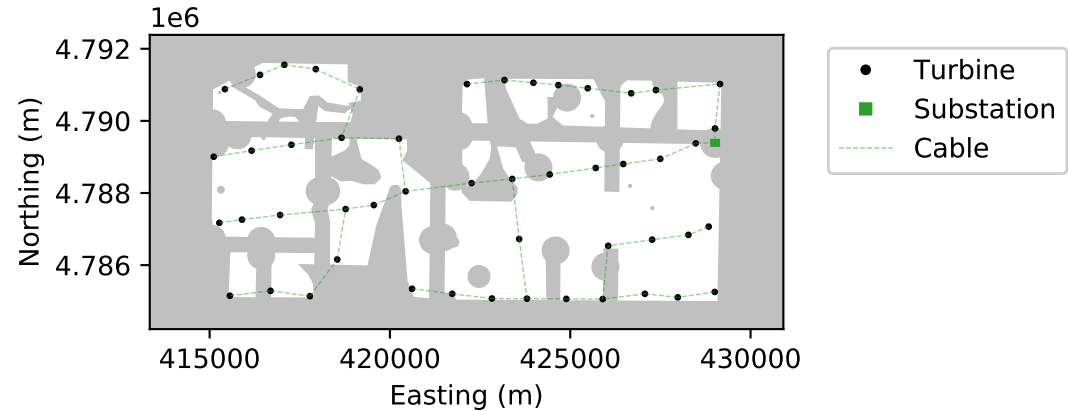 1e6
4.792
4.790
4.788
4.786
Northing (m)
415000 420000 425000 430000
Easting (m)
Turbine
Substation
Cable